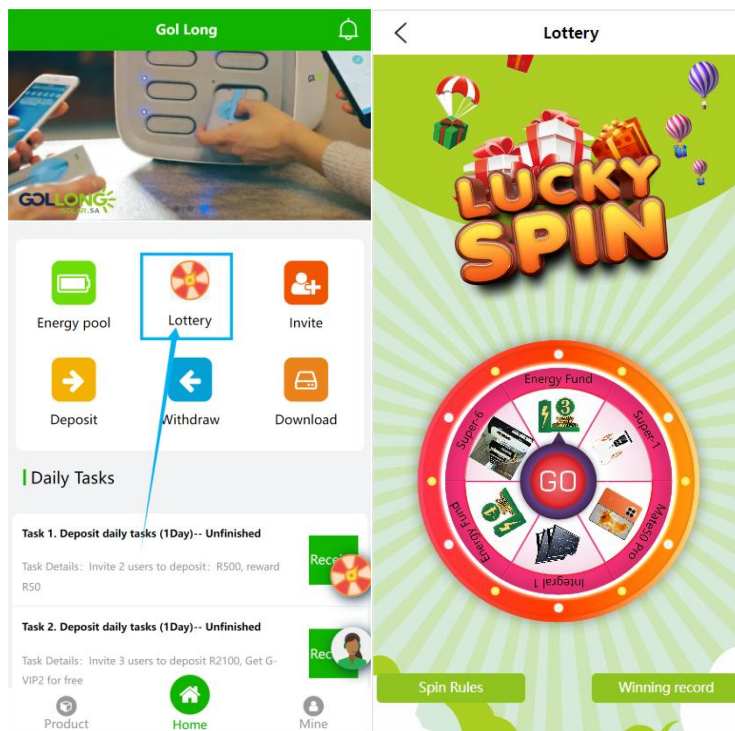 Gol Long
GOLLONG
SOLAR.SA
Energy pool
Lottery
Invite
Deposit
Withdraw
Download
Daily Tasks
Task 1. Deposit daily tasks (1Day)-- Unfinished
Task Details: Invite 2 users to deposit: R500, reward
R50
Task 2. Deposit daily tasks (1Day)-- Unfinished
Task Details: Invite 3 users to deposit R2100, Get G-
VIP2 for free
Product
Home
Mine
Lottery
LUCKY
SPIN
Energy Fund
Super-1
Mate50 Pro
Integral 1
Energy Fund
Super-6
GO
Spin Rules
Winning record